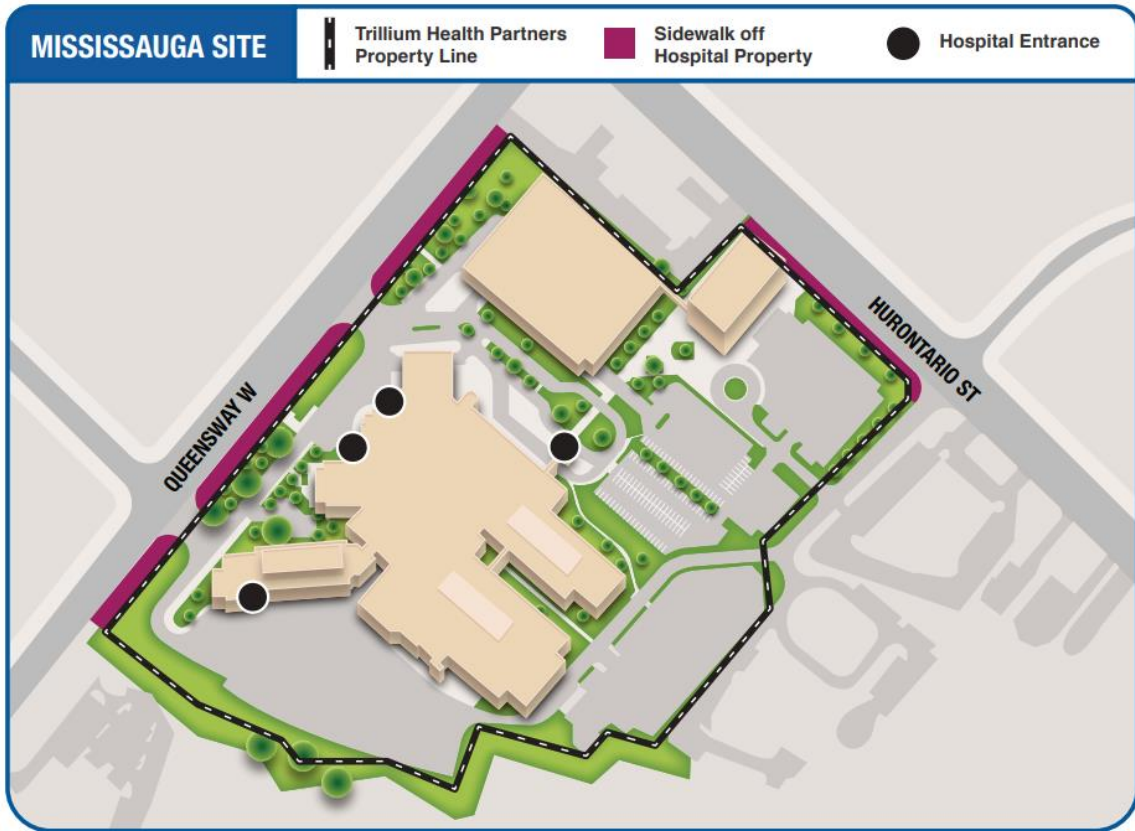 MISSISSAUGA SITE
Trillium Health Partners
Property Line
Sidewalk off
Hospital Property
Hospital Entrance
QUEENSWAY W
HURONTARIO ST